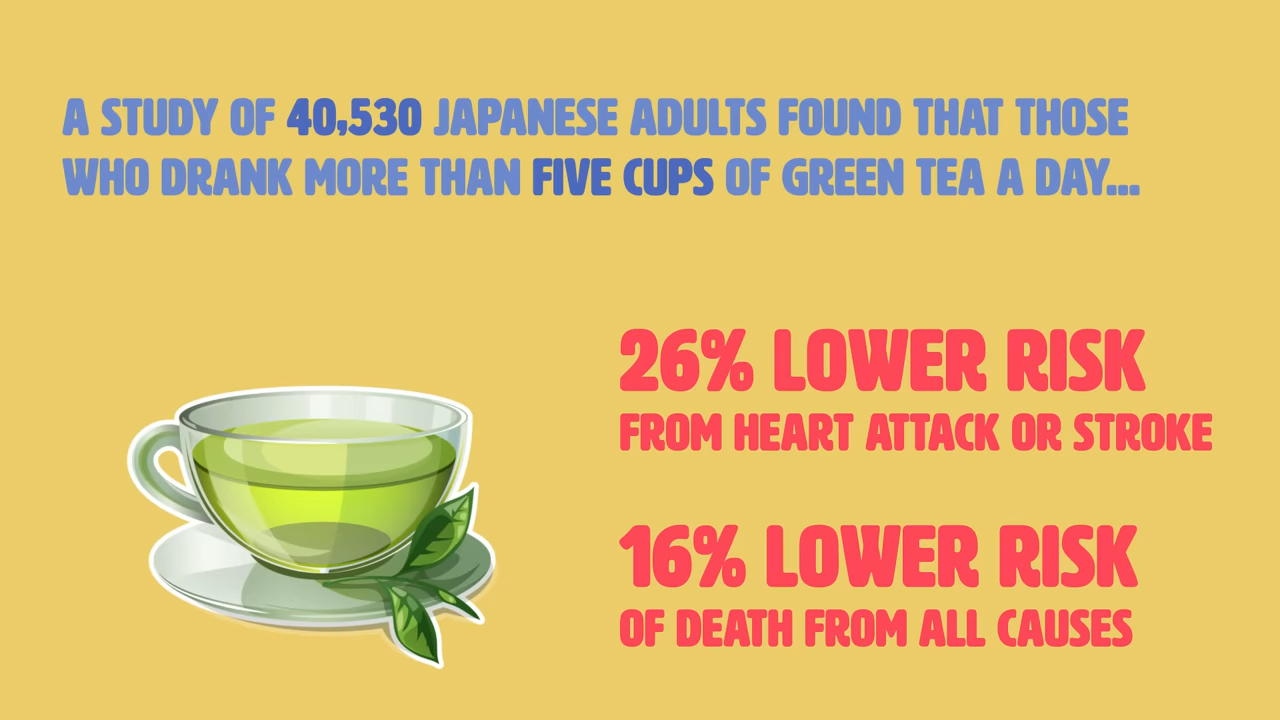 A STUDY OF 40,530 JAPANESE ADULTS FOUND THAT THOSE
WHO DRANK MORE THAN FIVE CUPS OF GREEN TEA A DAY...
26% LOWER RISK
FROM HEART ATTACK OR STROKE
16% LOWER RISK
OF DEATH FROM ALL CAUSES